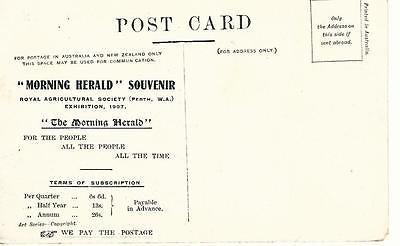 POST CARD
FOR POSTAGE IN AUSTRALIA AND NEW ZEALAND ONLY
THIS SPACE MAY BE USED FOR COMMUNICATION.
(FOR ADDRESS ONLY.)
Only
the Address on
this side if
sent abroad.
Printed in Australia.
"MORNING HERALD" SOUVENIR
ROYAL AGRICULTURAL SOCIETY (PERTH, W.A.)
EXHIBITION, 1907.
"The Morning Herald"
FOR THE PEOPLE
ALL THE PEOPLE
ALL THE TIME
TERMS OF SUBSCRIPTION
Per Quarter - 6s 6d.
„ Half Year - 13s.
„ Annum - 26s.
Payable
in Advance.
Art Series—Copyright.
WE PAY THE POSTAGE